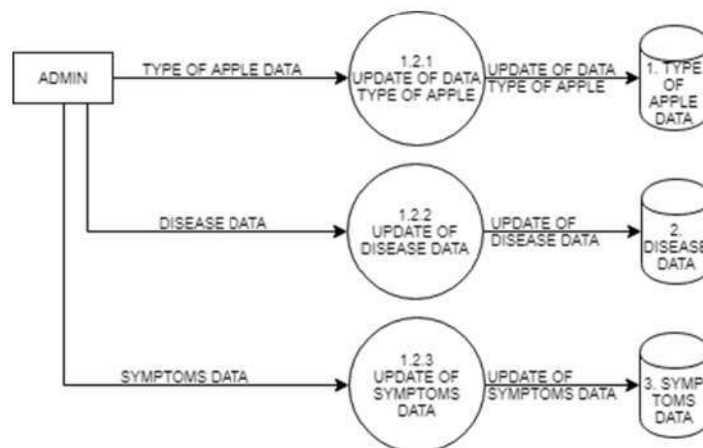 ADMIN
TYPE OF APPLE DATA
1.2.1
UPDATE OF DATA
TYPE OF APPLE
UPDATE OF DATA
TYPE OF APPLE
1. TYPE
OF
APPLE
DATA
DISEASE DATA
1.2.2
UPDATE OF
DISEASE DATA
UPDATE OF
DISEASE DATA
2.
DISEASE
DATA
SYMPTOMS DATA
1.2.3
UPDATE OF
SYMPTOMS
DATA
UPDATE OF
SYMPTOMS DATA
3. SYMP
TOMS
DATA